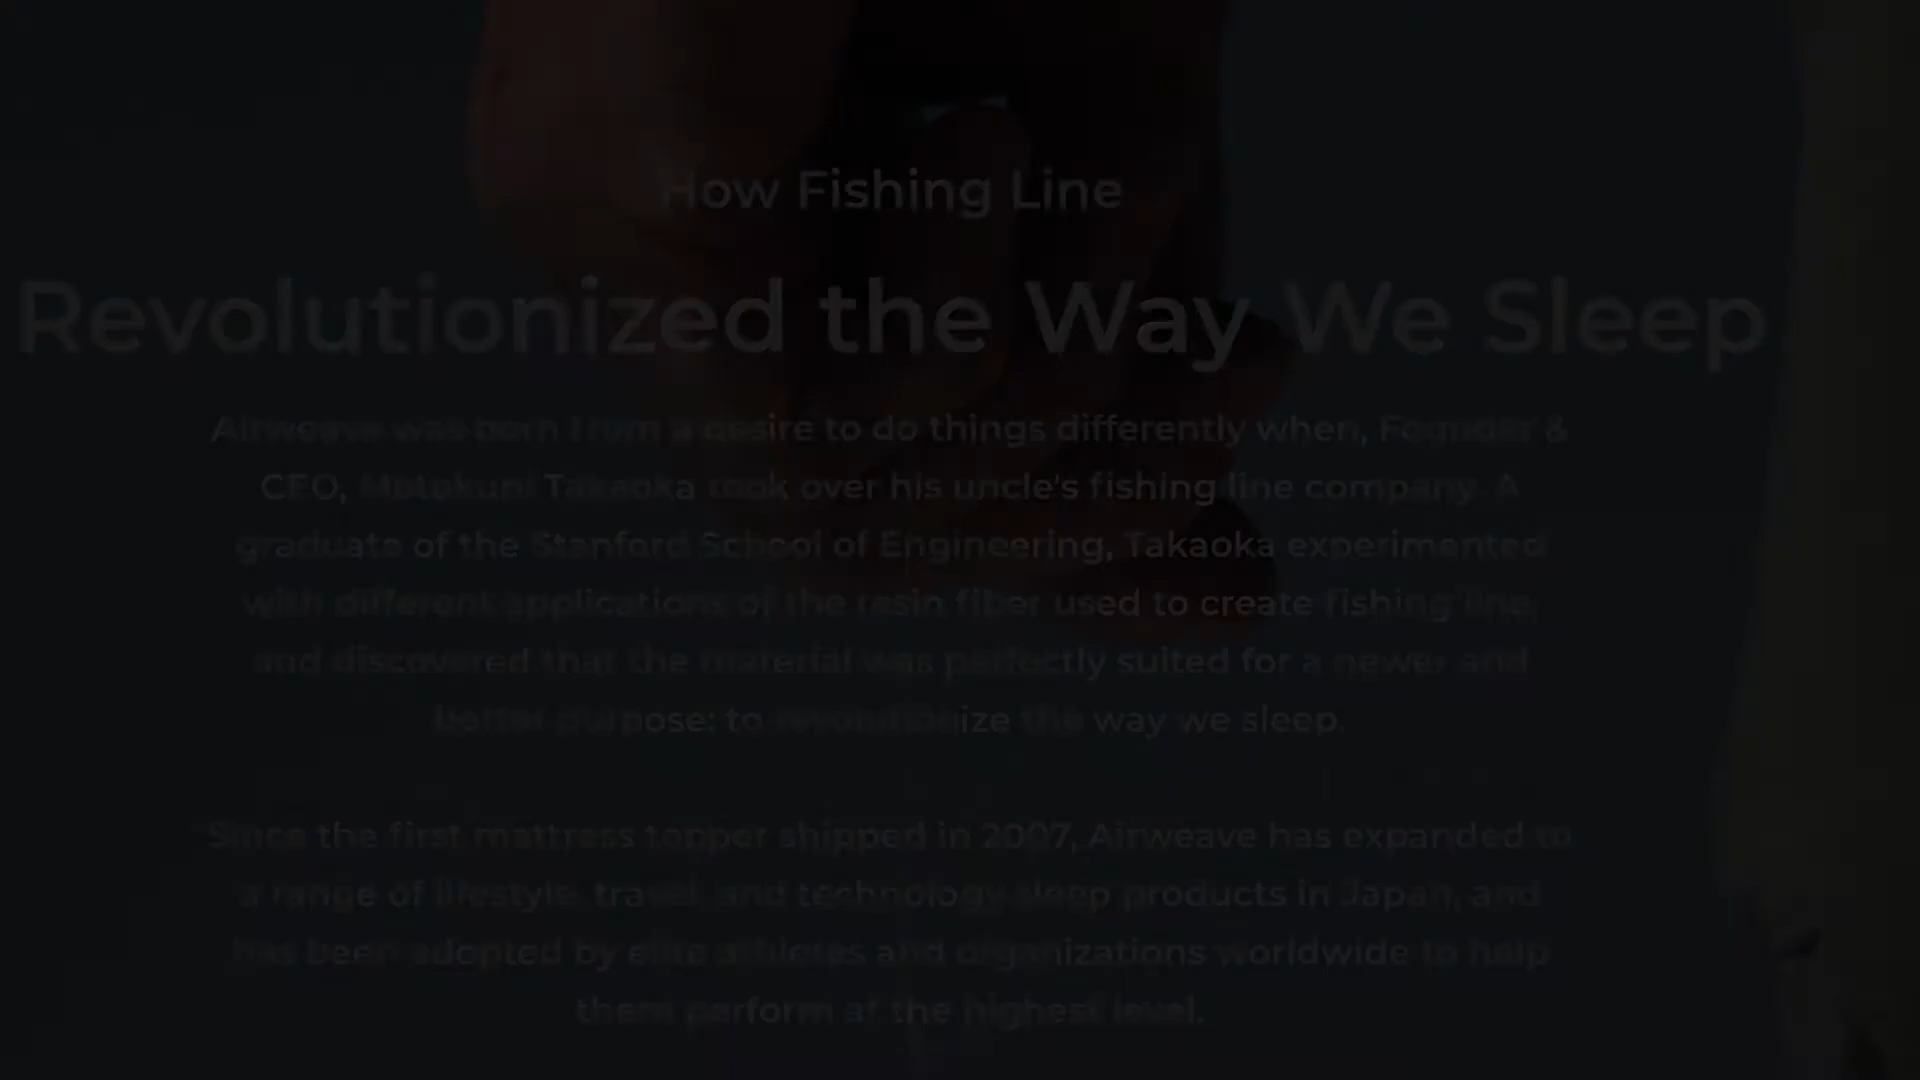 How Fishing Line
Revolutionized the Way We Sleep
Airweave was born from a desire to do things differently when, Founder &
CEO, Motokuni Takaoka took over his uncle's fishing line company. A
graduate of the Stanford School of Engineering, Takaoka experimented
with different applications of the resin fiber used to create fishing line,
and discovered that the material was perfectly suited for a newer and
better purpose: to revolutionize the way we sleep.
Since the first mattress topper shipped in 2007, Airweave has expanded to
a range of lifestyle, travel, and technology sleep products in Japan, and
has been adopted by elite athletes and organizations worldwide to help
them perform at the highest level.